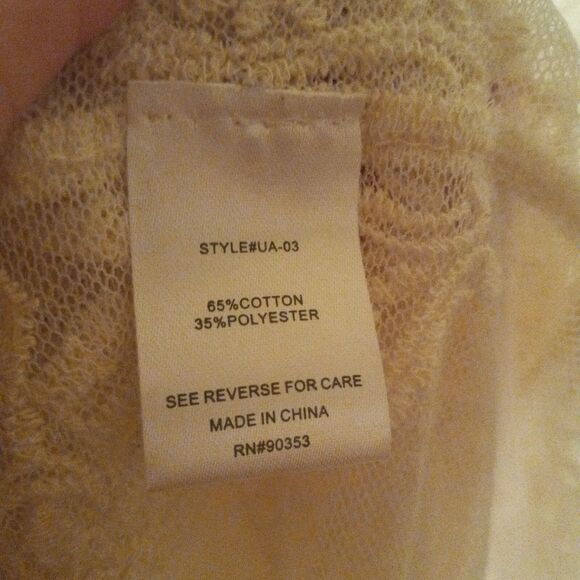 STYLE#UA-03
65%COTTON
35%POLYESTER
SEE REVERSE FOR CARE
MADE IN CHINA
RN#90353